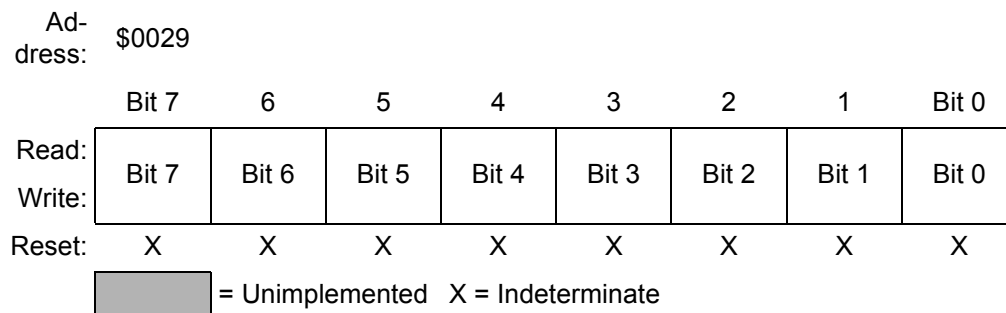 Ad-
dress: $0029
Bit 7 6 5 4 3 2 1 Bit 0
Read:
Bit 7 Bit 6 Bit 5 Bit 4 Bit 3 Bit 2 Bit 1 Bit 0
Write:
Reset: X X X X X X X X
= Unimplemented X = Indeterminate